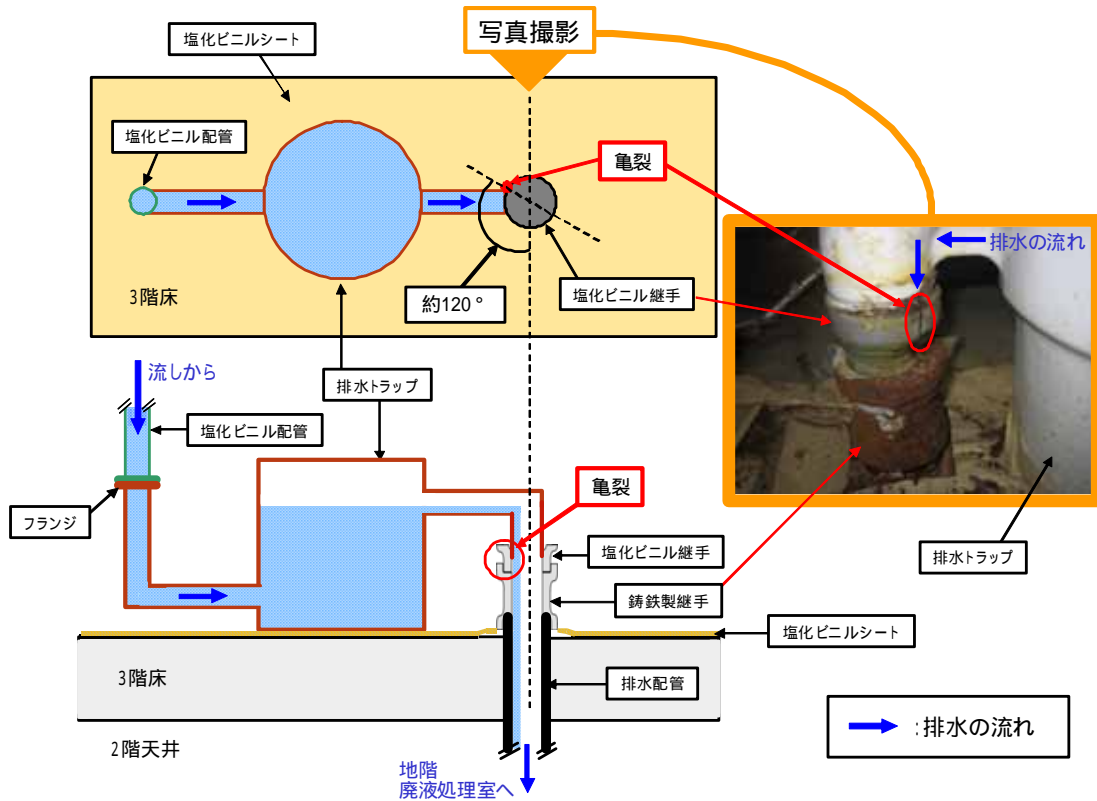 塩化ビニルシート
写真撮影
塩化ビニル配管
亀裂
排水の流れ
3階床
約120°
塩化ビニル継手
流しから
排水トラップ
塩化ビニル配管
フランジ
亀裂
塩化ビニル継手
排水トラップ
鋳鉄製継手
塩化ビニルシート
3階床
排水配管
:排水の流れ
2階天井
地階
廃液処理室へ